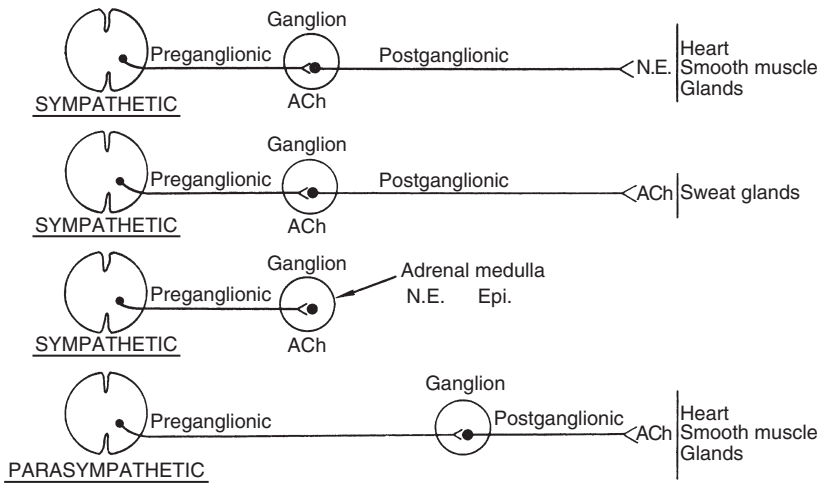 Ganglion
Preganglionic
Postganglionic
N.E.
Heart
Smooth muscle
Glands
ACh
SYMPATHETIC
Ganglion
Preganglionic
Postganglionic
ACh
Sweat glands
ACh
SYMPATHETIC
Ganglion
Adrenal medulla
N.E. Epi.
Preganglionic
ACh
SYMPATHETIC
Ganglion
Preganglionic
Postganglionic
ACh
Heart
Smooth muscle
Glands
PARASYMPATHETIC